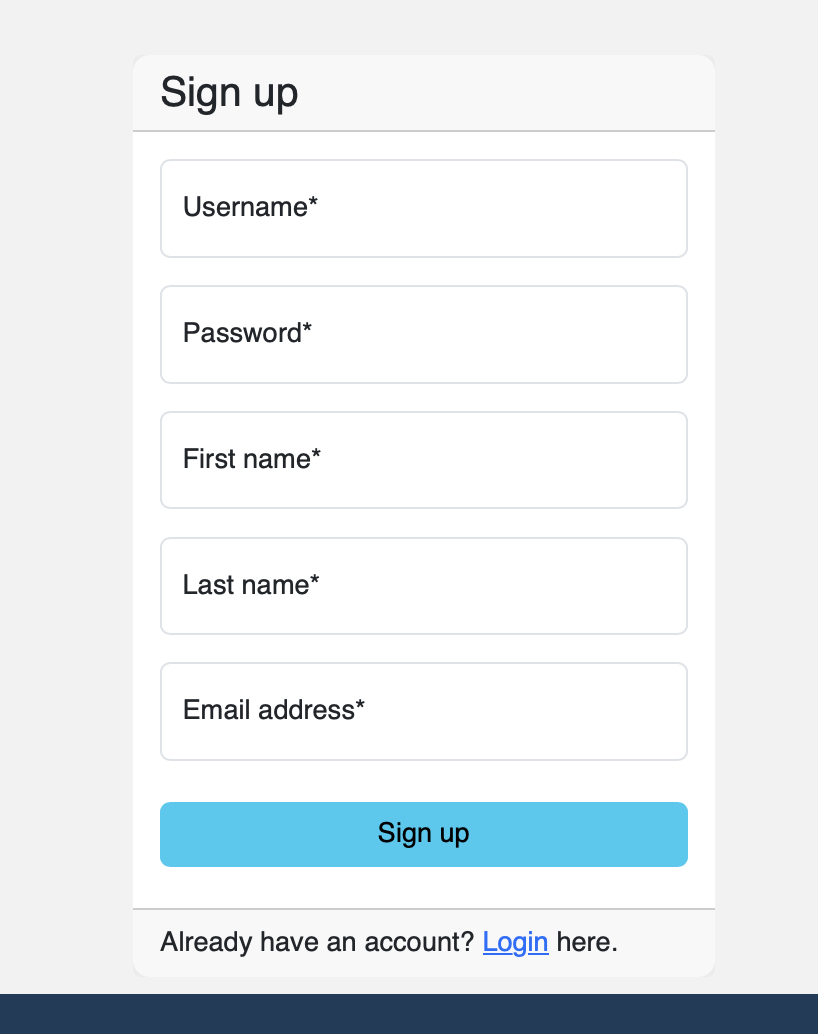 Sign up
Username*
Password*
First name*
Last name*
Email address*
Sign up
Already have an account? Login here.